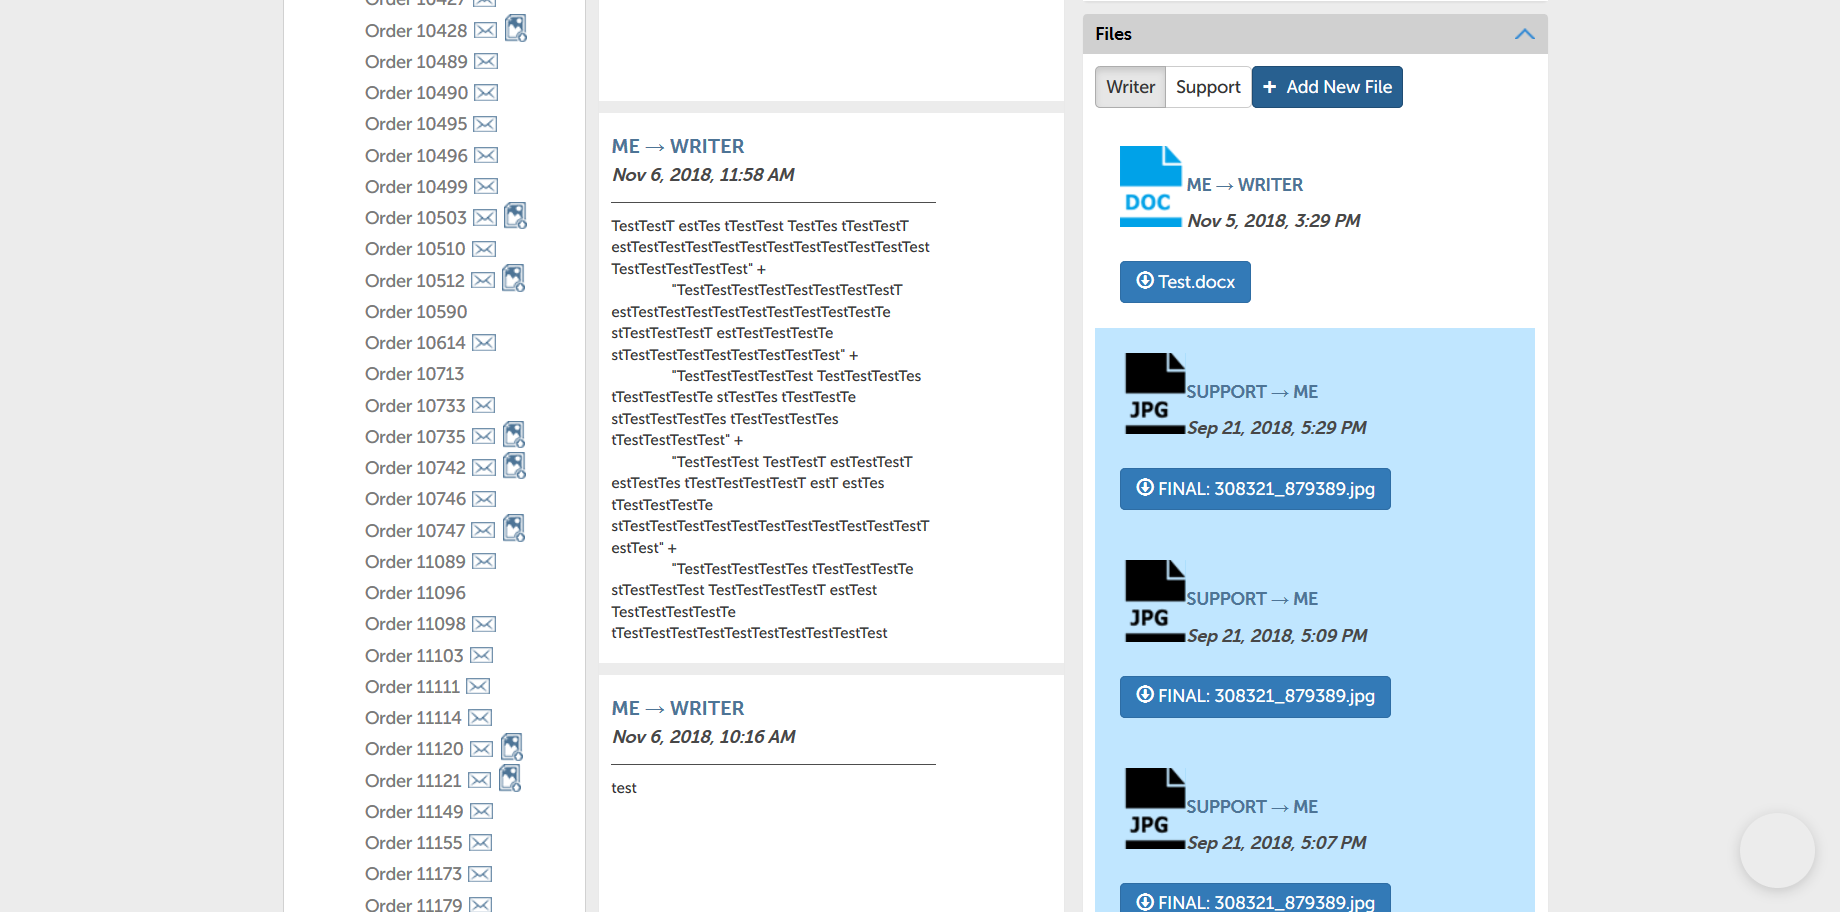 Order 10427
Order 10428
Order 10489
Order 10490
Order 10495
Order 10496
Order 10499
Order 10503
Order 10510
Order 10512
Order 10590
Order 10614
Order 10713
Order 10733
Order 10735
Order 10742
Order 10746
Order 10747
Order 11089
Order 11096
Order 11098
Order 11103
Order 11111
Order 11114
Order 11120
Order 11121
Order 11149
Order 11155
Order 11173
Order 11179
ME → WRITER
Nov 6, 2018, 11:58 AM
TestTestT estTes tTestTest TestTes tTestTestT
estTestTestTestTestTestTestTestTestTestTestTest
TestTestTestTestTest" +
"TestTestTestTestTestTestTestTestT
estTestTestTestTestTestTestTestTestTestTe
stTestTestTestT estTestTestTestTe
stTestTestTestTestTestTestTestTest" +
"TestTestTestTestTest TestTestTestTes
tTestTestTestTe stTestTes tTestTestTe
stTestTestTestTes tTestTestTestTes
tTestTestTestTest" +
"TestTestTest TestTestT estTestTestT
estTestTes tTestTestTestTestT estT estTes
tTestTestTestTe
stTestTestTestTestTestTestTestTestTestTestTestT
estTest" +
"TestTestTestTestTes tTestTestTestTe
stTestTestTest TestTestTestTestT estTest
TestTestTestTestTe
tTestTestTestTestTestTestTestTestTestTest
ME → WRITER
Nov 6, 2018, 10:16 AM
test
Files
Writer Support + Add New File
DOC
ME → WRITER
Nov 5, 2018, 3:29 PM
Test.docx
JPG
SUPPORT → ME
Sep 21, 2018, 5:29 PM
FINAL: 308321_879389.jpg
JPG
SUPPORT → ME
Sep 21, 2018, 5:09 PM
FINAL: 308321_879389.jpg
JPG
SUPPORT → ME
Sep 21, 2018, 5:07 PM
FINAL: 308321_879389.jpg